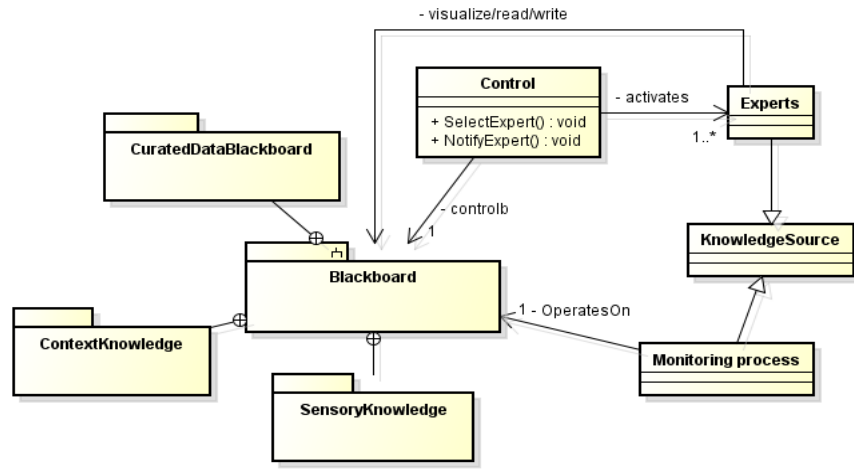 - visualize/read/write
Control
+ SelectExpert() : void
+ NotifyExpert() : void
- activates
1..*
Experts
CuratedDataBlackboard
- controlb
1
KnowledgeSource
Blackboard
1 - OperatesOn
ContextKnowledge
Monitoring process
SensoryKnowledge